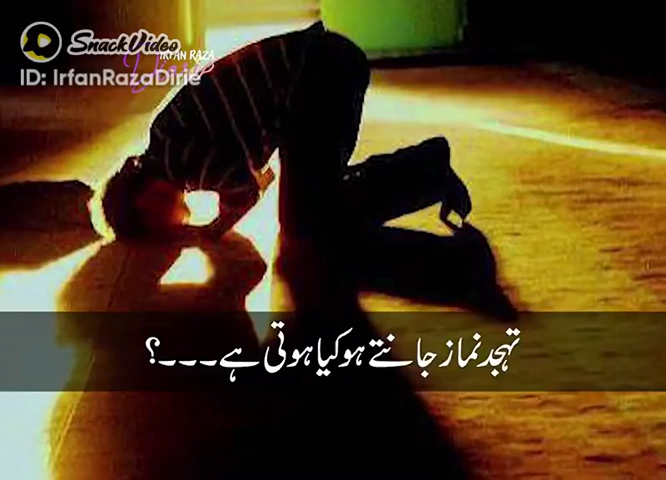 SnackVideo
IRFAN RAZA
ID: IrfanRazaDirie
تہجد نماز جانتے ہو کیا ہوتی ہے۔۔۔؟